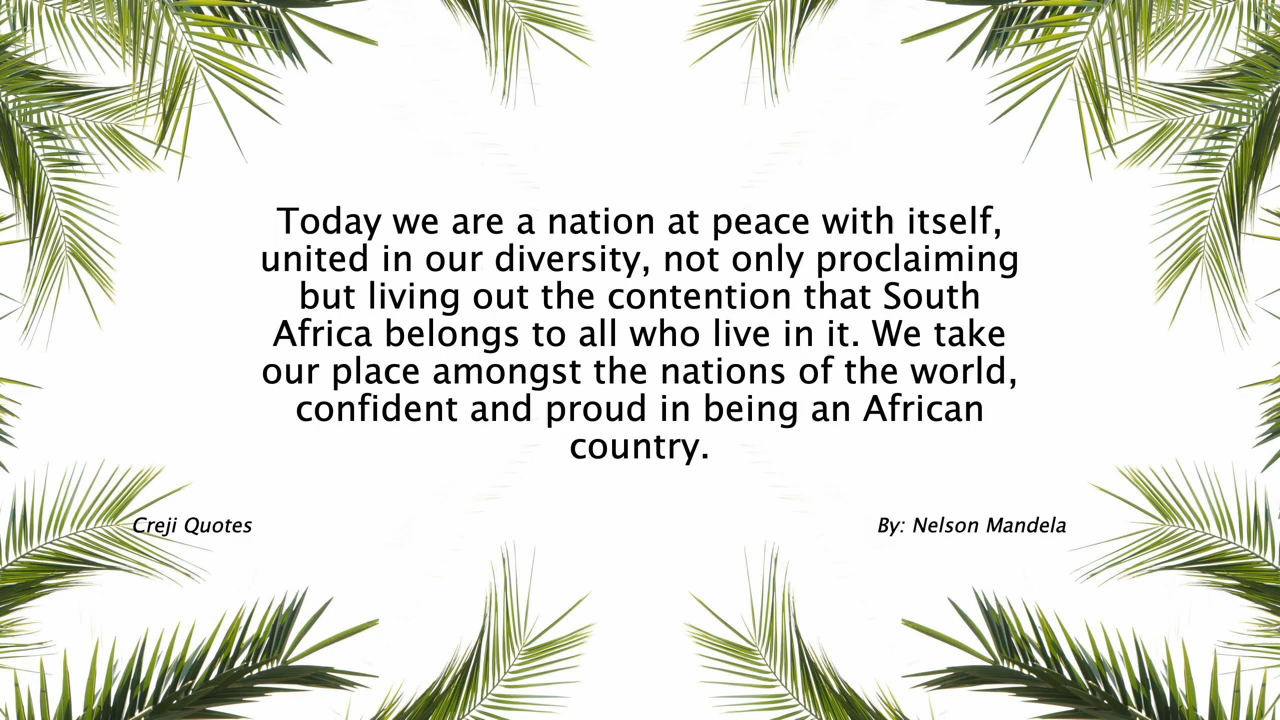 Today we are a nation at peace with itself,
united in our diversity, not only proclaiming
but living out the contention that South
Africa belongs to all who live in it. We take
our place amongst the nations of the world,
confident and proud in being an African
country.
Creji Quotes
By: Nelson Mandela